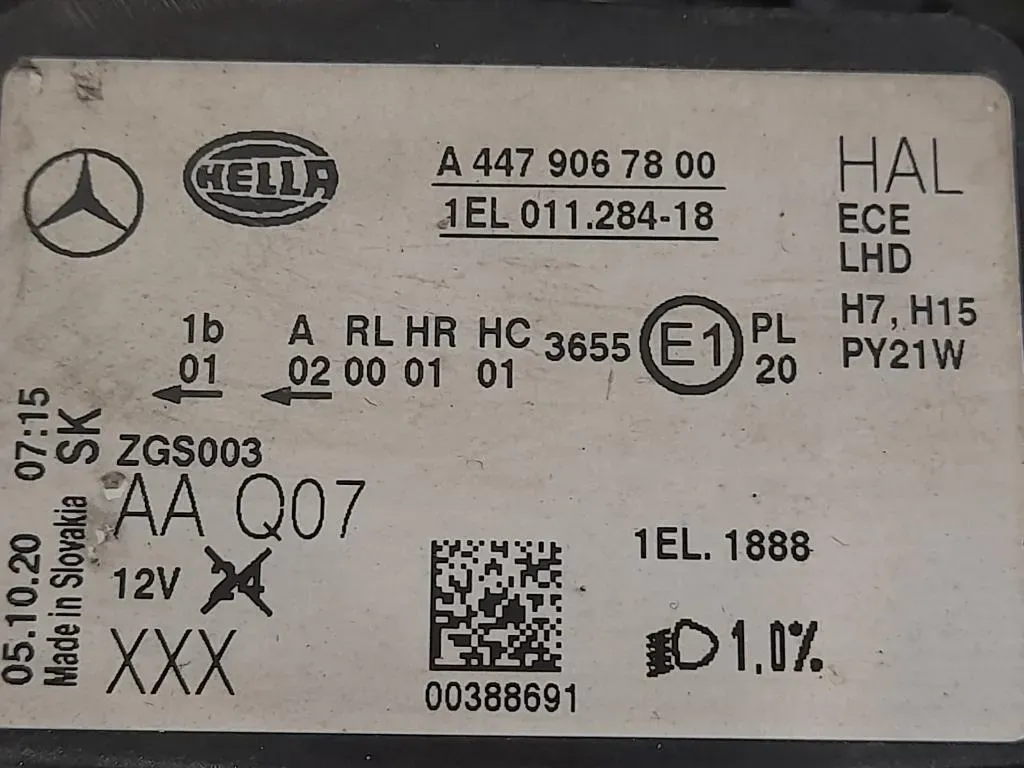 HELLA
A 447 906 78 00
1EL 011.284-18
HAL
ECE
LHD
H7, H15
PY21W
1b A RL HR HC 3655 E1 PL
01 02 00 01 01 20
ZGS003
AA Q07
12V 24
XXX
00388691
1EL. 1888
1.0%
05.10.20 07:15
Made in Slovakia SK